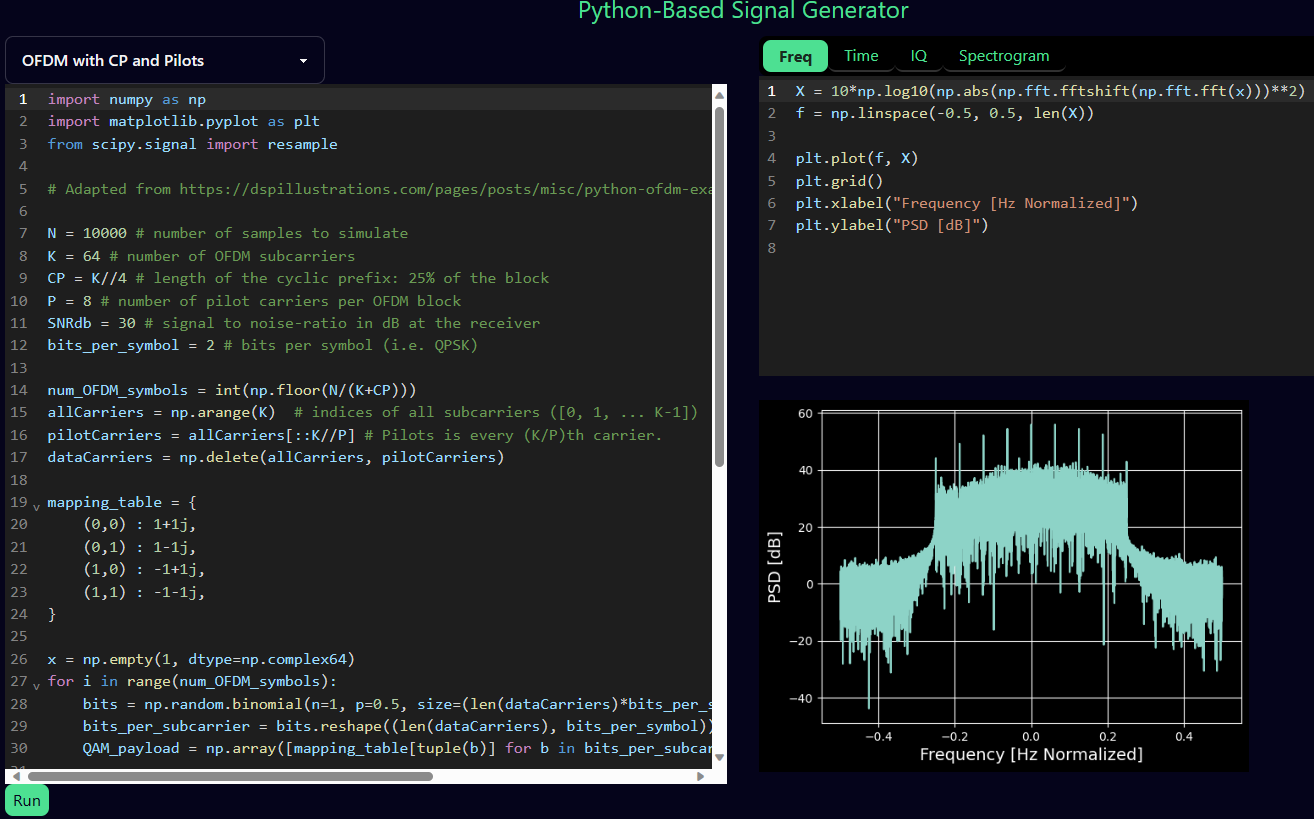 Python-Based Signal Generator
OFDM with CP and Pilots
1 import numpy as np
2 import matplotlib.pyplot as plt
3 from scipy.signal import resample
4
5 # Adapted from https://dspillustrations.com/pages/posts/misc/python-ofdm-exa
6
7 N = 10000 # number of samples to simulate
8 K = 64 # number of OFDM subcarriers
9 CP = K//4 # length of the cyclic prefix: 25% of the block
10 P = 8 # number of pilot carriers per OFDM block
11 SNRdb = 30 # signal to noise-ratio in dB at the receiver
12 bits_per_symbol = 2 # bits per symbol (i.e. QPSK)
13
14 num_OFDM_symbols = int(np.floor(N/(K+CP)))
15 allCarriers = np.arange(K)  # indices of all subcarriers ([0, 1, ... K-1])
16 pilotCarriers = allCarriers[::K//P] # Pilots is every (K/P)th carrier.
17 dataCarriers = np.delete(allCarriers, pilotCarriers)
18
19 mapping_table = {
20     (0,0) : 1+1j,
21     (0,1) : 1-1j,
22     (1,0) : -1+1j,
23     (1,1) : -1-1j,
24 }
25
26 x = np.empty(1, dtype=np.complex64)
27 for i in range(num_OFDM_symbols):
28     bits = np.random.binomial(n=1, p=0.5, size=(len(dataCarriers)*bits_per_s
29     bits_per_subcarrier = bits.reshape((len(dataCarriers), bits_per_symbol))
30     QAM_payload = np.array([mapping_table[tuple(b)] for b in bits_per_subcar
Run
Freq Time IQ Spectrogram
1 X = 10*np.log10(np.abs(np.fft.fftshift(np.fft.fft(x)))**2)
2 f = np.linspace(-0.5, 0.5, len(X))
3
4 plt.plot(f, X)
5 plt.grid()
6 plt.xlabel("Frequency [Hz Normalized]")
7 plt.ylabel("PSD [dB]")
8
60
40
20
0
−20
−40
PSD [dB]
−0.4 −0.2 0.0 0.2 0.4
Frequency [Hz Normalized]